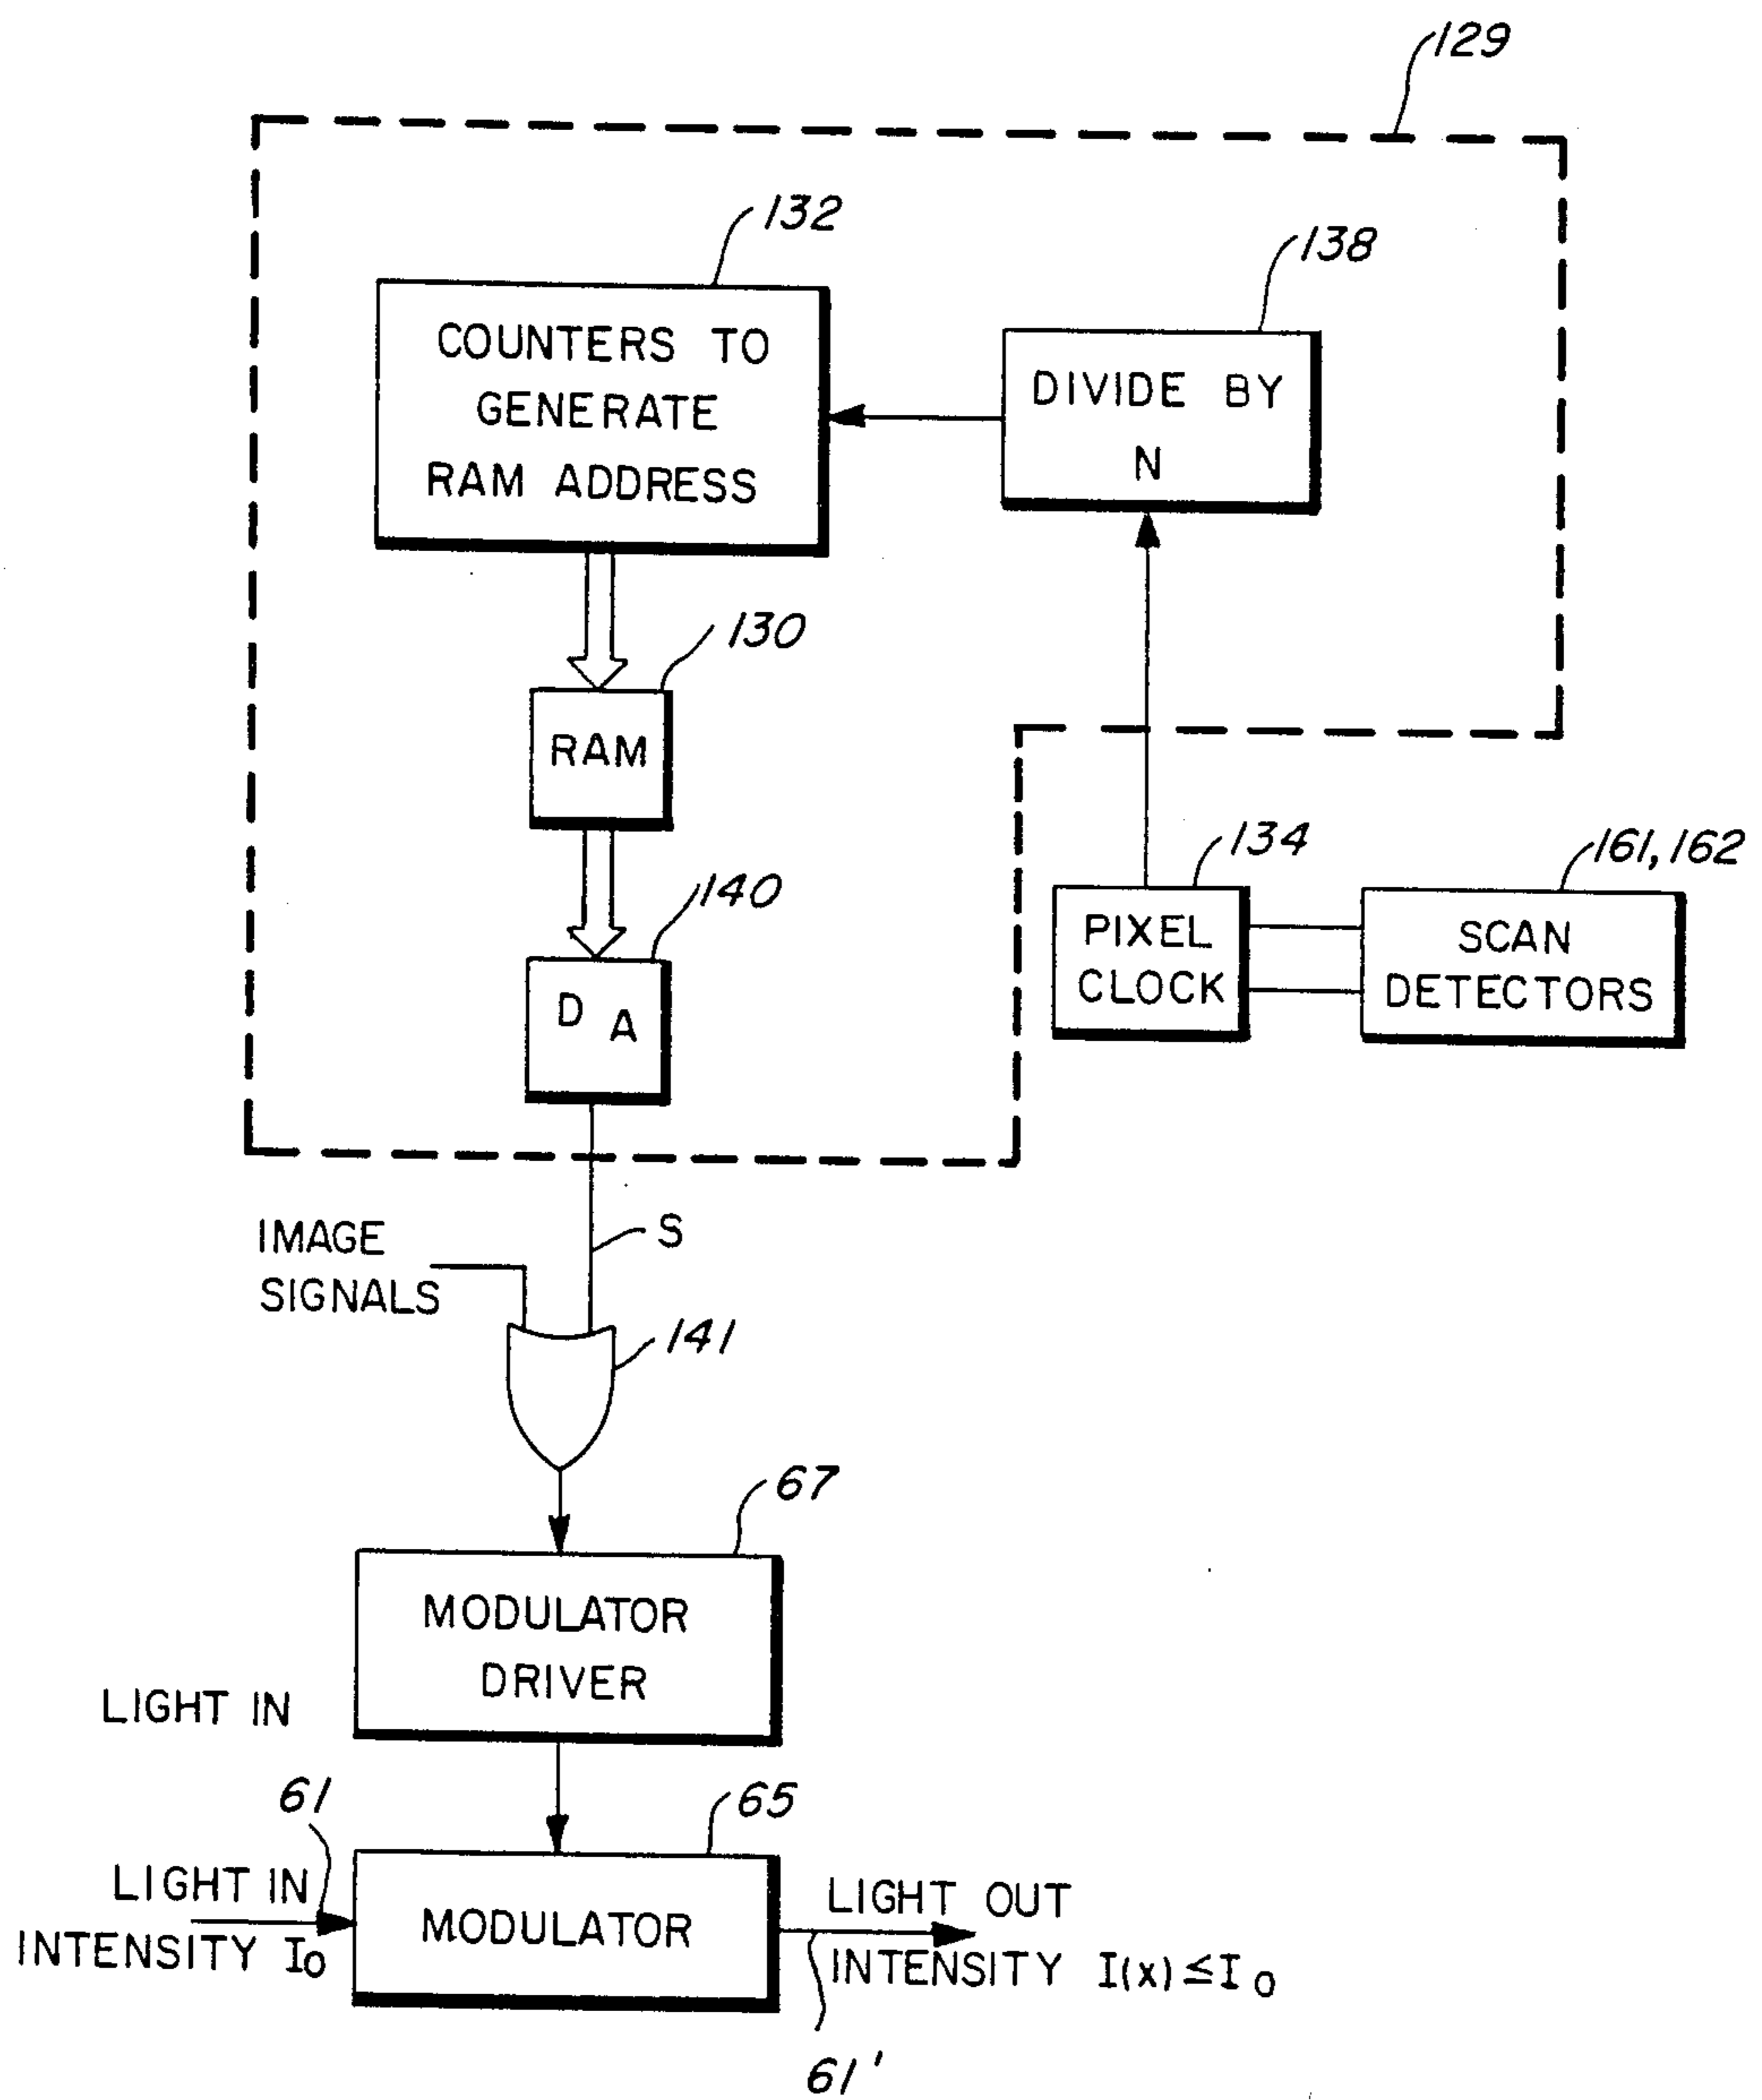 129
132
138
COUNTERS TO
GENERATE
RAM ADDRESS
DIVIDE BY
N
130
RAM
134
161, 162
140
PIXEL
CLOCK
SCAN
DETECTORS
D A
IMAGE
SIGNALS
S
141
67
MODULATOR
DRIVER
LIGHT IN
61
65
LIGHT IN
INTENSITY I0
MODULATOR
LIGHT OUT
INTENSITY I(x)≤I0
61'